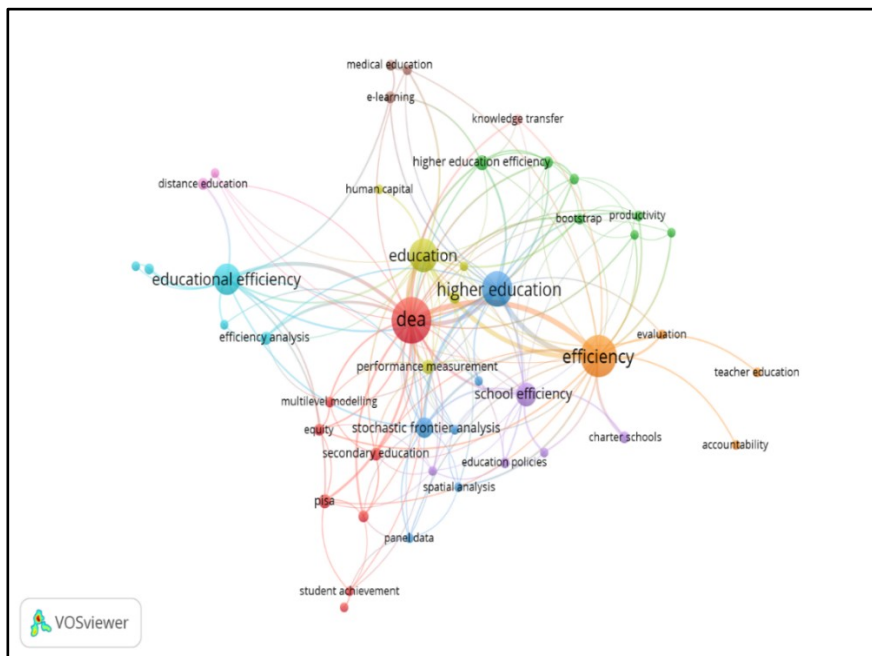 medical education
e-learning
knowledge transfer
higher education efficiency
distance education
human capital
bootstrap
productivity
education
educational efficiency
higher education
dea
efficiency analysis
efficiency
evaluation
performance measurement
teacher education
school efficiency
multilevel modelling
equity
stochastic frontier analysis
charter schools
accountability
secondary education
education policies
spatial analysis
pisa
panel data
student achievement
VOSviewer